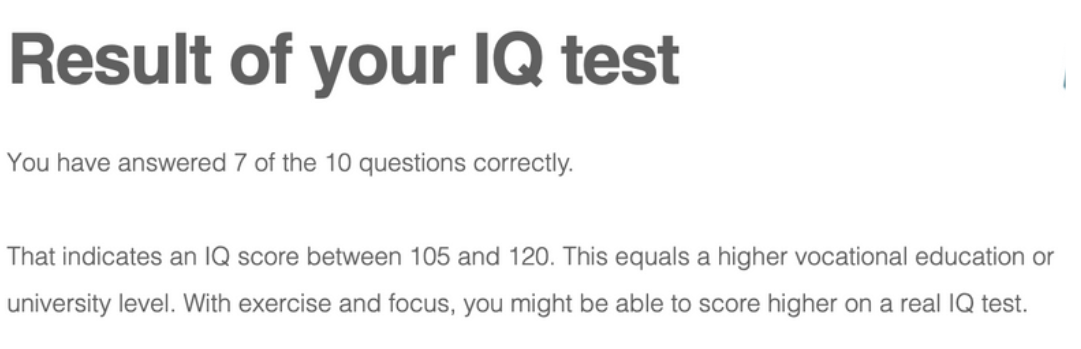 Result of your IQ test
You have answered 7 of the 10 questions correctly.
That indicates an IQ score between 105 and 120. This equals a higher vocational education or
university level. With exercise and focus, you might be able to score higher on a real IQ test.